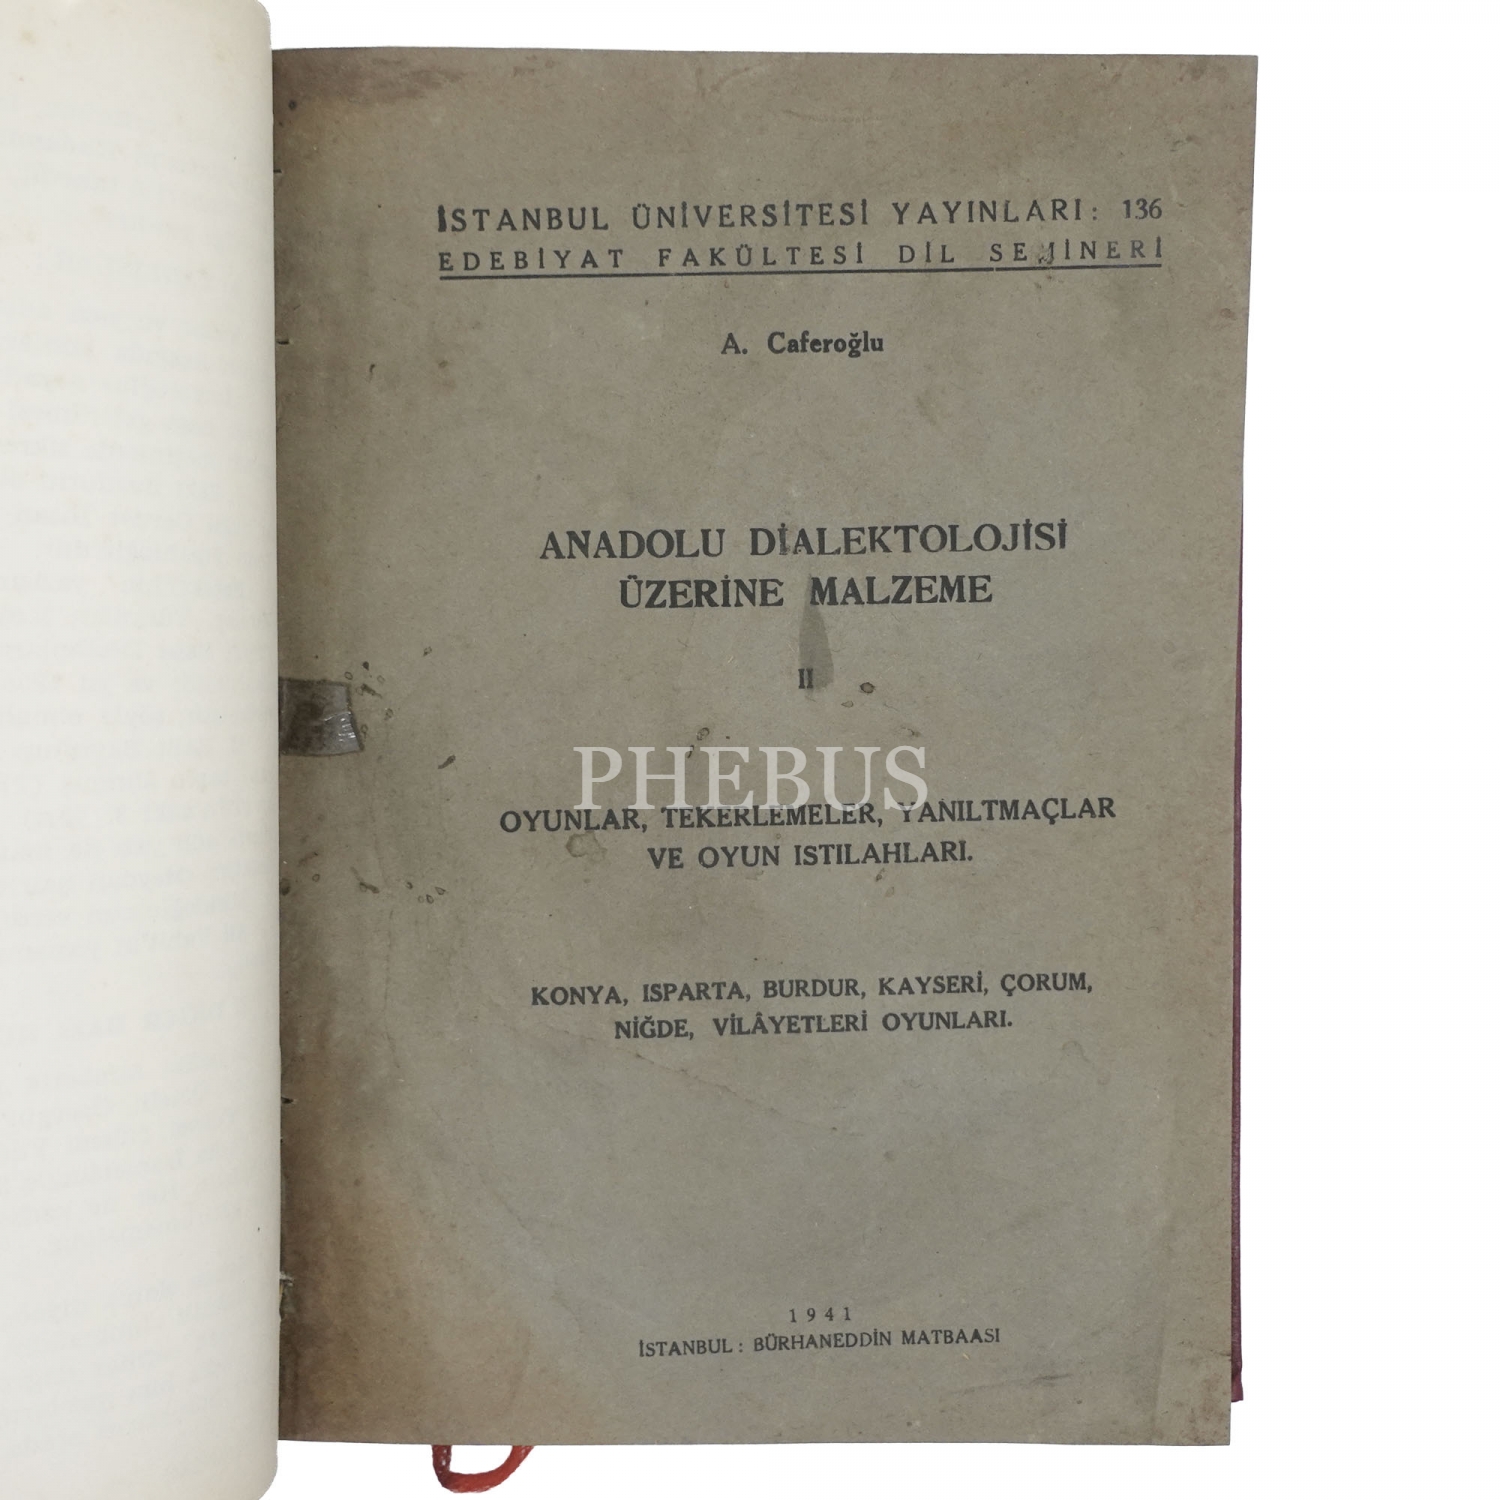 İSTANBUL ÜNİVERSİTESİ YAYINLARI: 136
EDEBİYAT FAKÜLTESİ DİL SEMİNERİ
A. Caferoğlu
ANADOLU DİALEKTOLOJİSİ
ÜZERİNE MALZEME
II
PHEBUS
OYUNLAR, TEKERLEMELER, YANILTMAÇLAR
VE OYUN ISTILAHLARI.
KONYA, ISPARTA, BURDUR, KAYSERİ, ÇORUM,
NİĞDE, VİLÂYETLERİ OYUNLARI.
1941
İSTANBUL: BÜRHANEDDİN MATBAASI